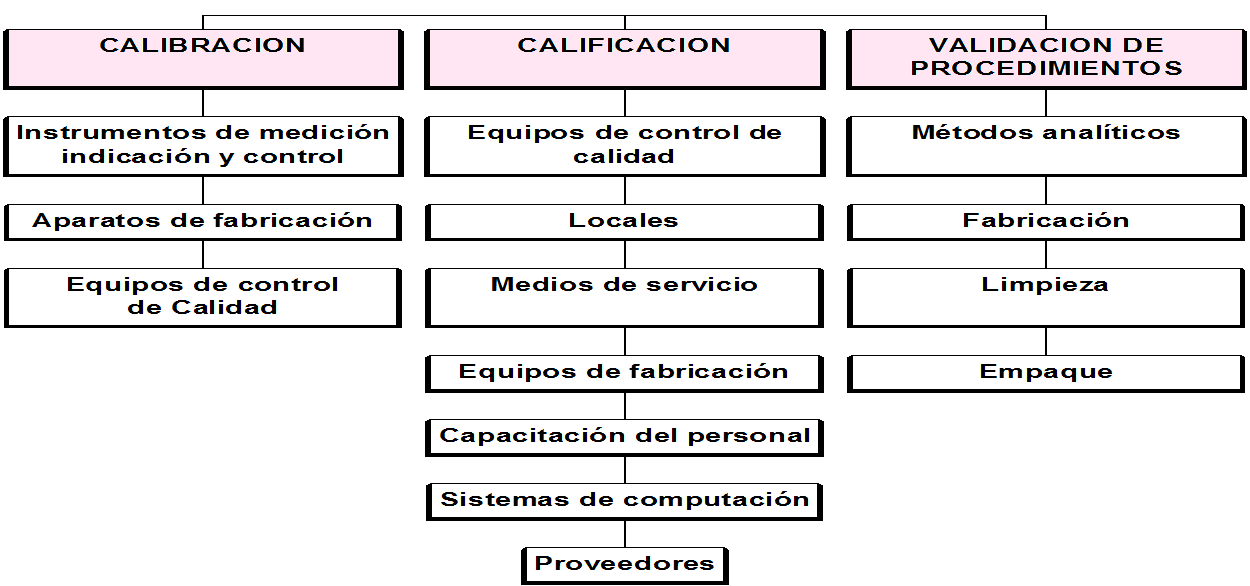 CALIBRACION
Instrumentos de medición
indicación y control
Aparatos de fabricación
Equipos de control
de Calidad
CALIFICACION
Equipos de control de
calidad
Locales
Medios de servicio
Equipos de fabricación
Capacitación del personal
Sistemas de computación
Proveedores
VALIDACION DE
PROCEDIMIENTOS
Métodos analíticos
Fabricación
Limpieza
Empaque